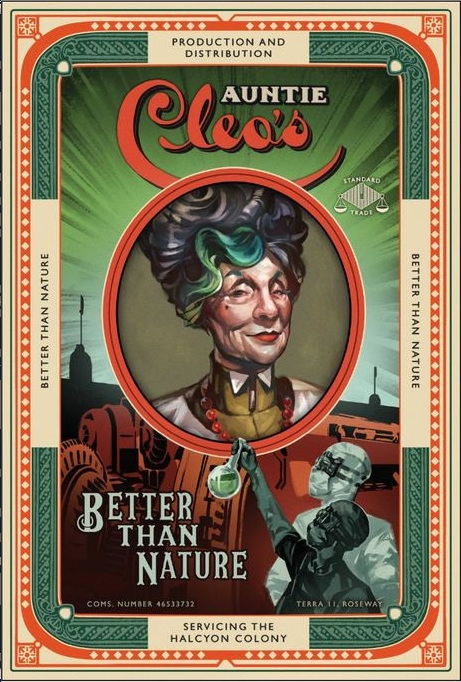 PRODUCTION AND
DISTRIBUTION
AUNTIE
Cleo's
STANDARD
TRADE
BETTER THAN NATURE
BETTER THAN NATURE
BETTER
THAN
NATURE
COMS. NUMBER 46533732
TERRA 11, ROSEWAY
SERVICING THE
HALCYON COLONY